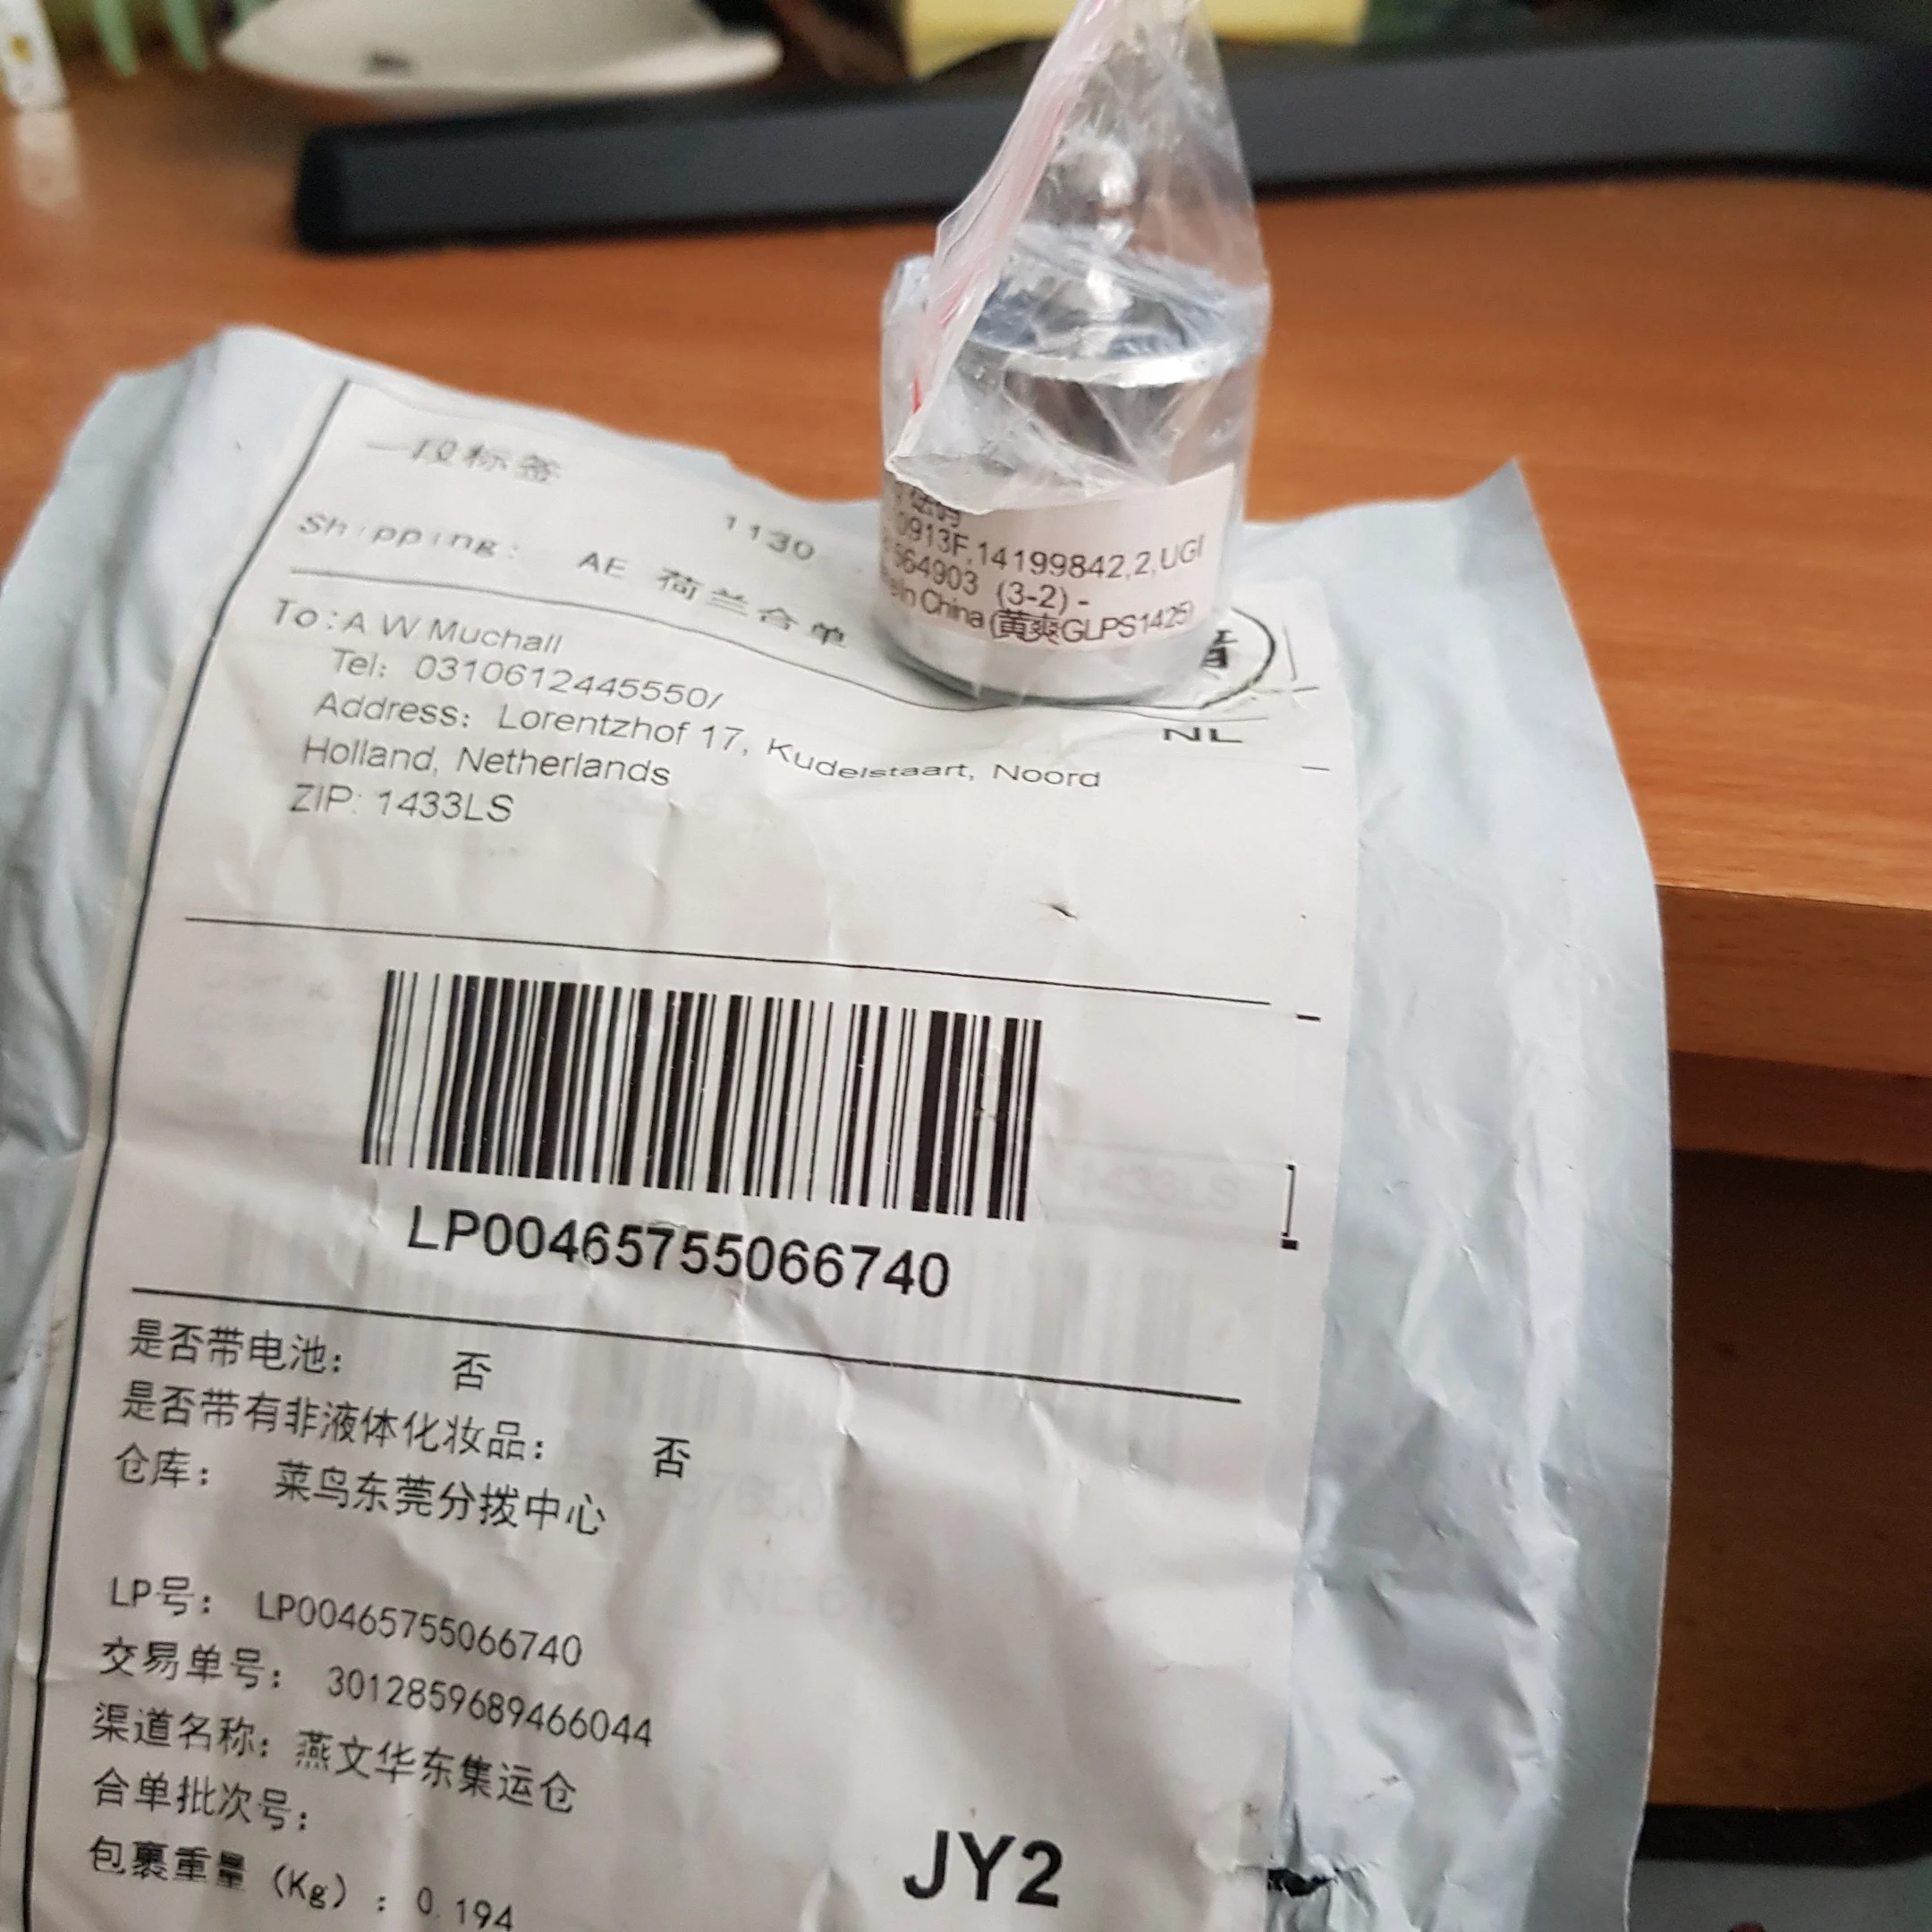 一段标签
1130
Shipping: AE 荷兰合单
To:A W Muchall
Tel: 0310612445550/
Address: Lorentzhof 17, Kudelstaart, Noord
Holland, Netherlands
ZIP: 1433LS
NL
码
0913F,14199842,2,UGI
564903 (3-2) -
In China (黄爽GLPS1425)
LP00465755066740
1433LS
是否带电池: 否
是否带有非液体化妆品: 否
仓库: 菜鸟东莞分拨中心
LP号: LP00465755066740
交易单号: 3012859689466044
渠道名称: 燕文华东集运仓
合单批次号:
包裹重量 (Kg) : 0.194
JY2